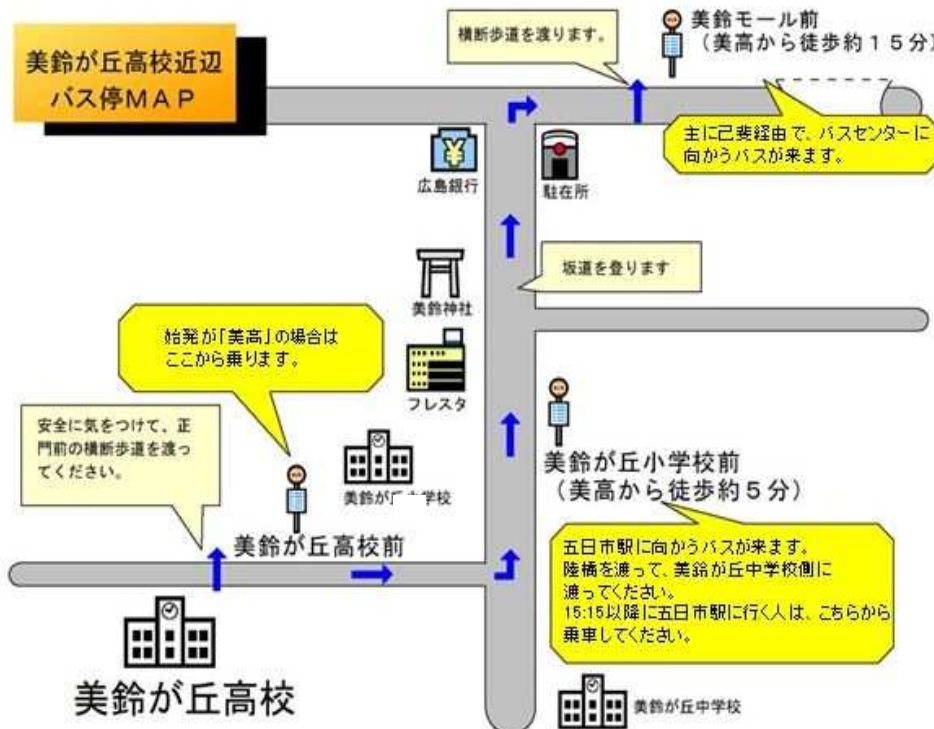 美鈴が丘高校近辺
バス停MAP
横断歩道を渡ります。
美鈴モール前
（美高から徒歩約１５分）
主に己斐経由で、バスセンターに
向かうバスが来ます。
広島銀行
駐在所
坂道を登ります
美鈴神社
始発が「美高」の場合は
ここから乗ります。
フレスタ
安全に気をつけて、正
門前の横断歩道を渡っ
てください。
美鈴が丘小学校前
（美高から徒歩約５分）
美鈴が 学校
美鈴が丘高校前
五日市駅に向かうバスが来ます。
陸橋を渡って、美鈴が丘中学校側に
渡ってください。
15:15以降に五日市駅に行く人は、こちらから
乗車してください。
美鈴が丘高校
美鈴が丘中学校